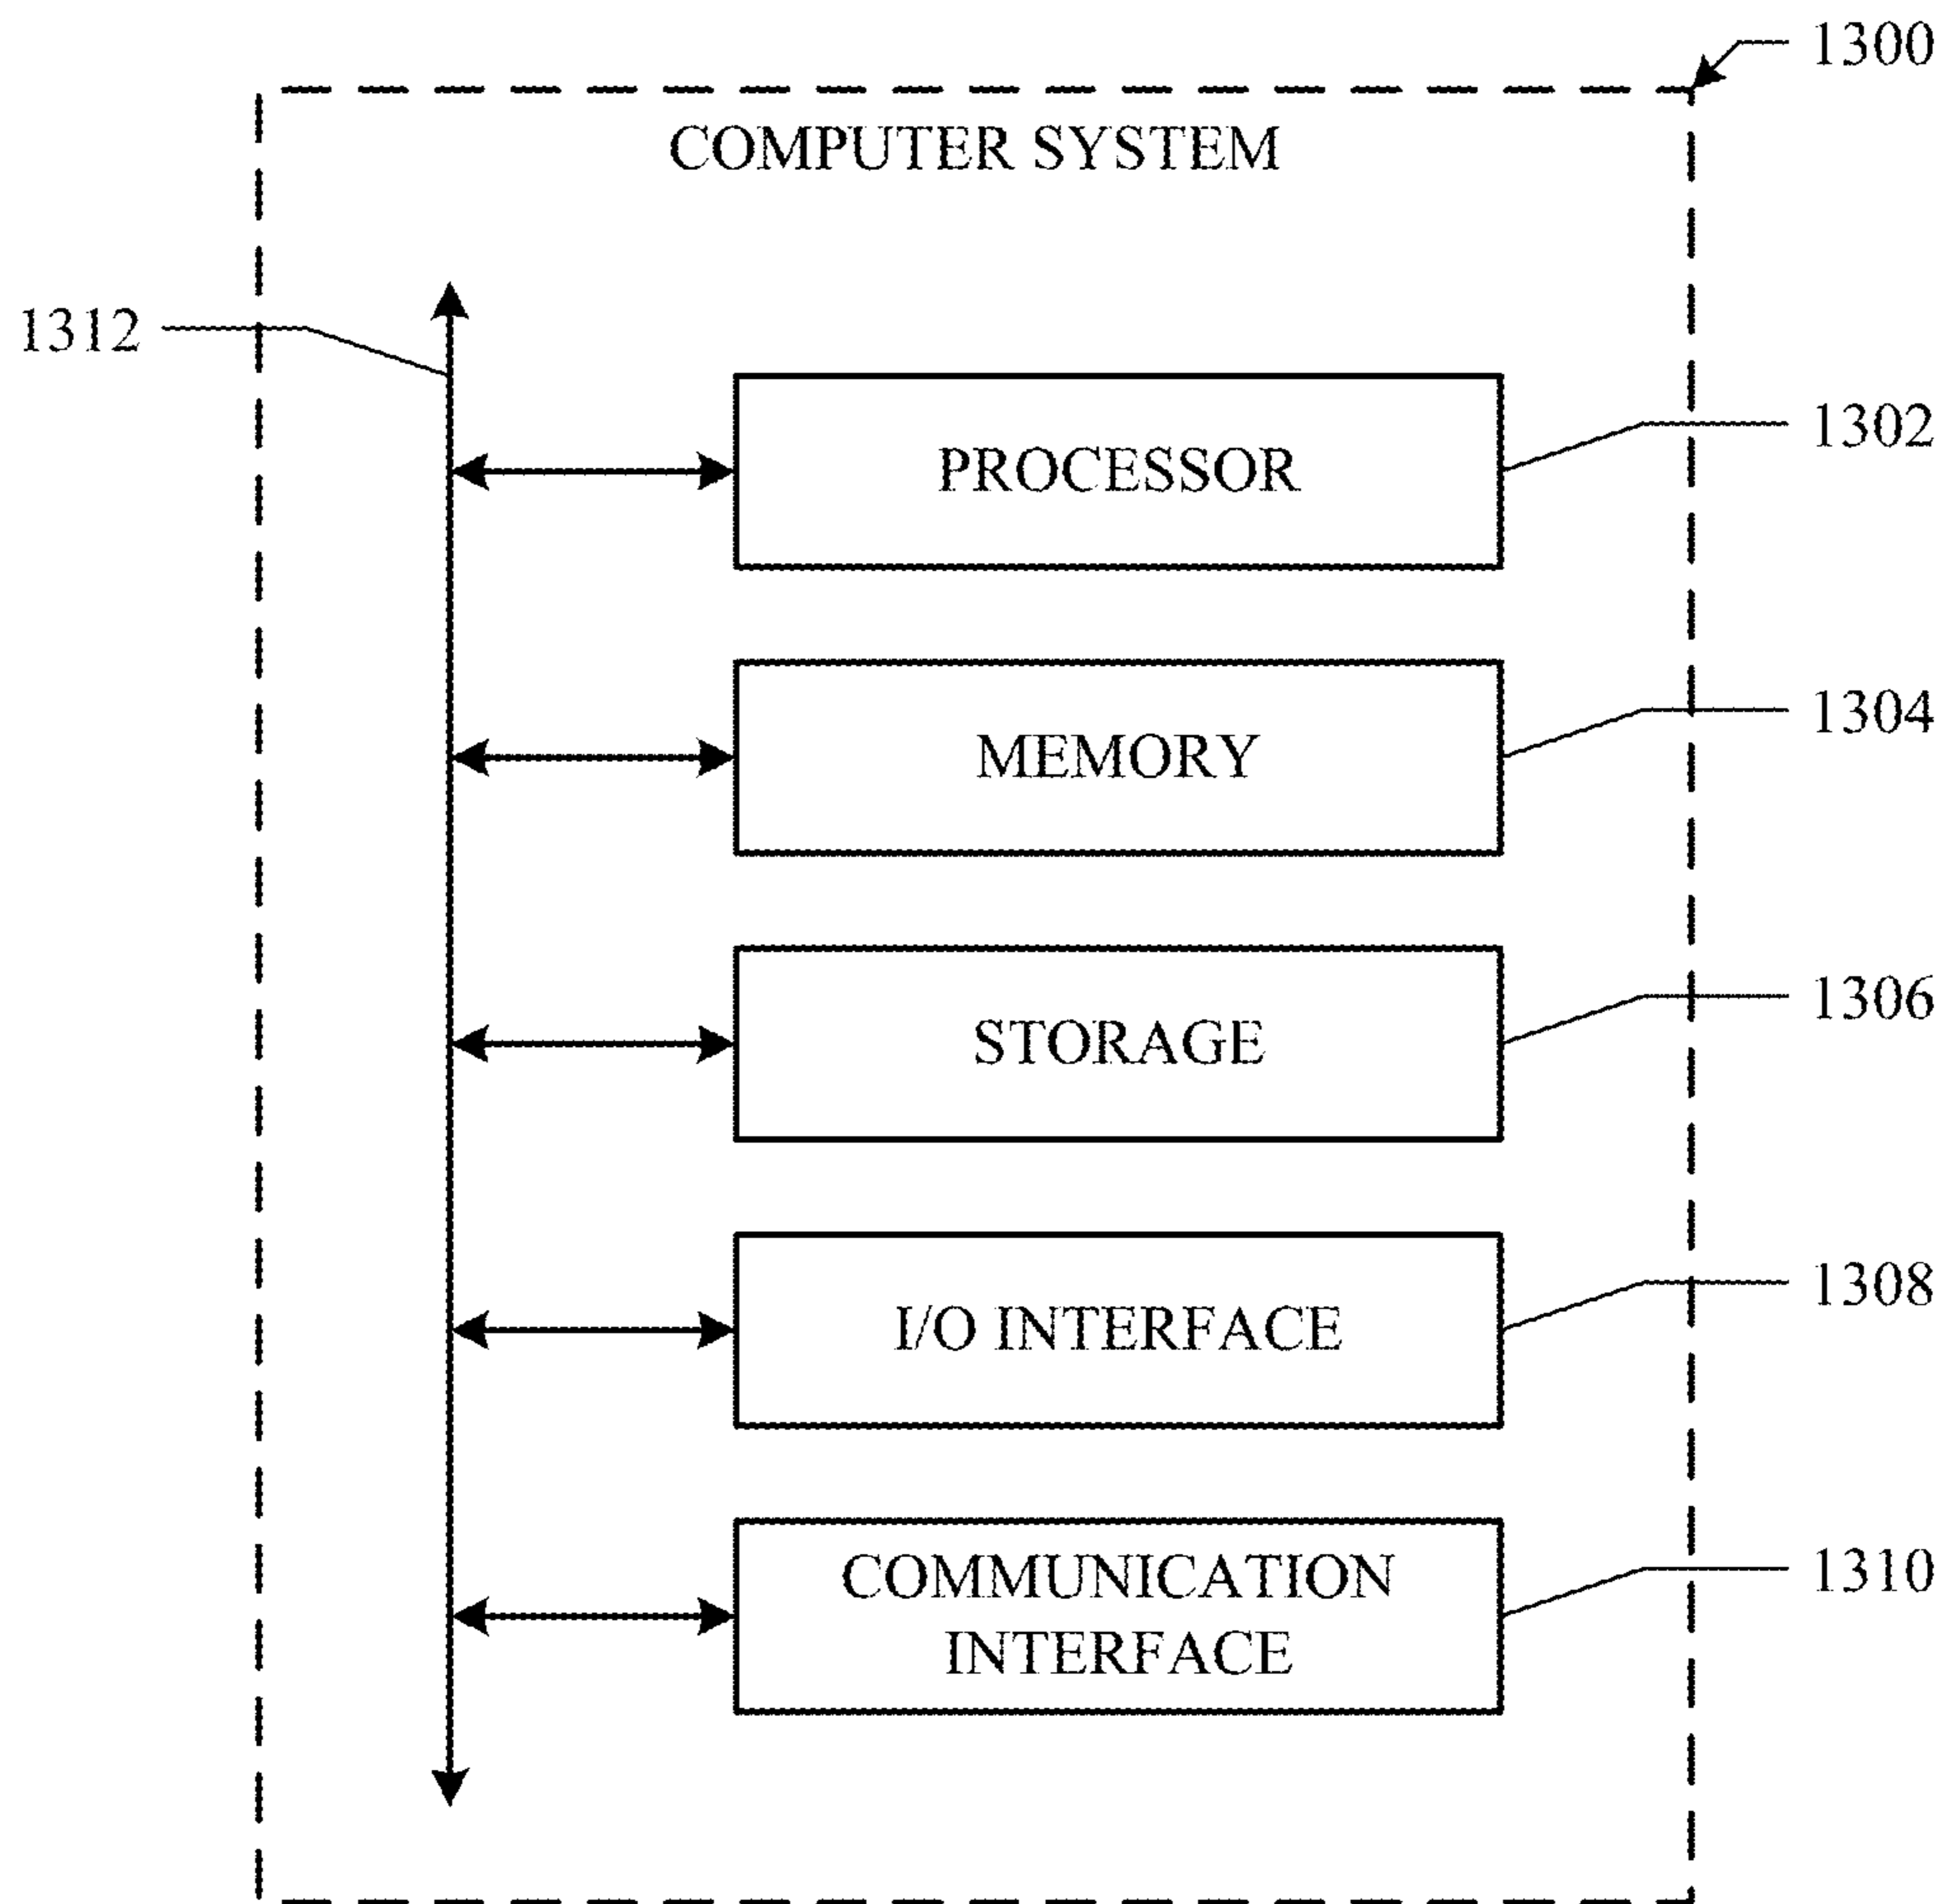 1300
COMPUTER SYSTEM
1312
PROCESSOR
1302
MEMORY
1304
STORAGE
1306
I/O INTERFACE
1308
COMMUNICATION
INTERFACE
1310